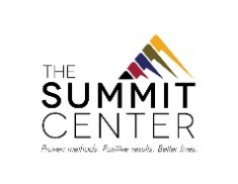 THE
SUMMIT
CENTER
Proven methods. Positive results. Better lives.